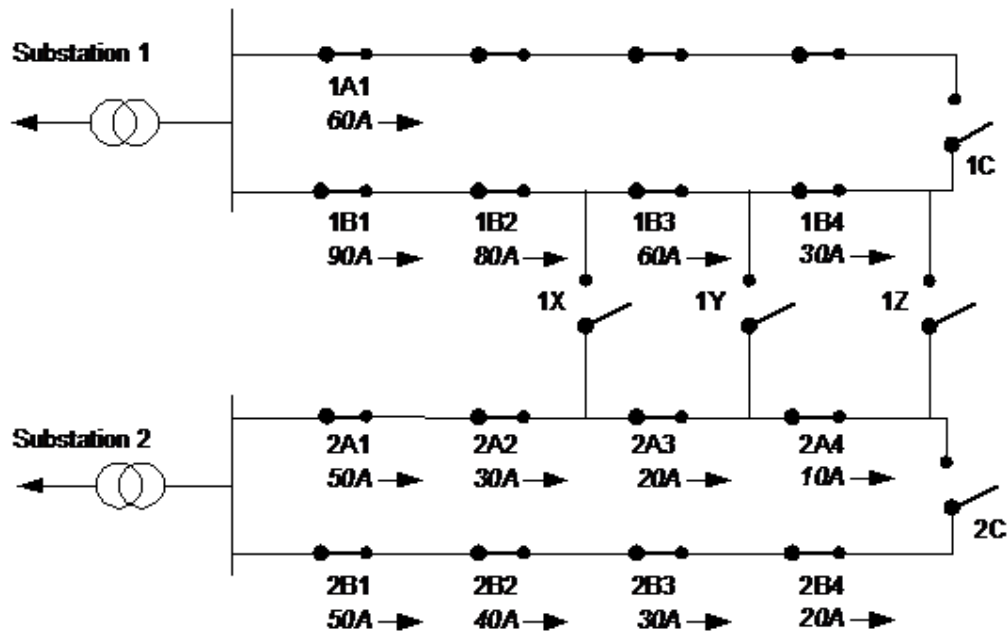 Substation 1
1A1
60A
1C
1B1
1B2
1B3
1B4
90A
80A
60A
30A
1X
1Y
1Z
Substation 2
2A1
2A2
2A3
2A4
50A
30A
20A
10A
2C
2B1
2B2
2B3
2B4
50A
40A
30A
20A